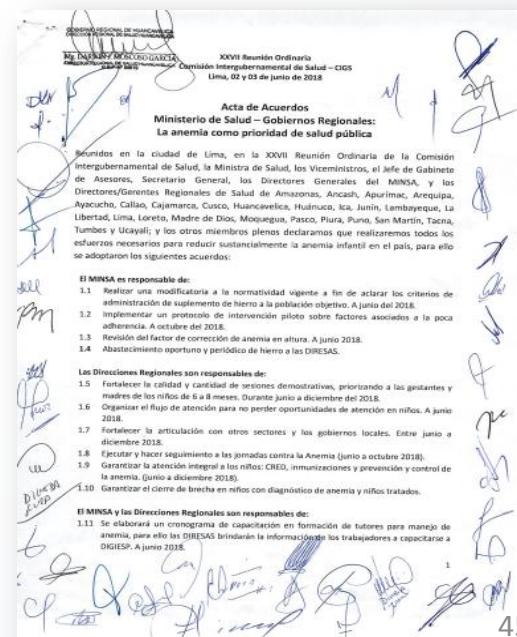 GOBIERNO REGIONAL DE HUANCAVELICA
DIRECCIÓN REGIONAL DE SALUD HUANCAVELICA
Mg. DARWIN MOSCOSO GARCÍA
XXVII Reunión Ordinaria
Comisión Intergubernamental de Salud – CIGS
Lima, 02 y 03 de junio de 2018
Acta de Acuerdos
Ministerio de Salud – Gobiernos Regionales:
La anemia como prioridad de salud pública
Reunidos en la ciudad de Lima, en la XXVII Reunión Ordinaria de la Comisión
Intergubernamental de Salud, la Ministra de Salud, los Viceministros, el Jefe de Gabinete
de Asesores, Secretario General, los Directores Generales del MINSA, y los
Directores/Gerentes Regionales de Salud de Amazonas, Ancash, Apurímac, Arequipa,
Ayacucho, Callao, Cajamarca, Cusco, Huancavelica, Huánuco, Ica, Junín, Lambayeque, La
Libertad, Lima, Loreto, Madre de Dios, Moquegua, Pasco, Piura, Puno, San Martín, Tacna,
Tumbes y Ucayali; y los otros miembros plenos declaramos que realizaremos todos los
esfuerzos necesarios para reducir sustancialmente la anemia infantil en el país, para ello
se adoptaron los siguientes acuerdos:
El MINSA es responsable de:
1.1 Realizar una modificatoria a la normatividad vigente a fin de aclarar los criterios de
administración de suplemento de hierro a la población objetivo. A junio del 2018.
1.2 Implementar un protocolo de intervención piloto sobre factores asociados a la poca
adherencia. A octubre del 2018.
1.3 Revisión del factor de corrección de anemia en altura. A junio 2018.
1.4 Abastecimiento oportuno y periódico de hierro a las DIRESAS.
Las Direcciones Regionales son responsables de:
1.5 Fortalecer la calidad y cantidad de sesiones demostrativas, priorizando a las gestantes y
madres de los niños de 6 a 8 meses. Durante junio a diciembre del 2018.
1.6 Organizar el flujo de atención para no perder oportunidades de atención en niños. A junio
2018.
1.7 Fortalecer la articulación con otros sectores y los gobiernos locales. Entre junio a
diciembre 2018.
1.8 Ejecutar y hacer seguimiento a las jornadas contra la Anemia (junio a octubre 2018).
1.9 Garantizar la atención integral a los niños: CRED, inmunizaciones y prevención y control de
la anemia. (junio a diciembre 2018).
1.10 Garantizar el cierre de brecha en niños con diagnóstico de anemia y niños tratados.
El MINSA y las Direcciones Regionales son responsables de:
1.11 Se elaborará un cronograma de capacitación en formación de tutores para manejo de
anemia, para ello las DIRESAS brindarán la información de los trabajadores a capacitarse a
DIGIESP. A junio 2018.
1
4